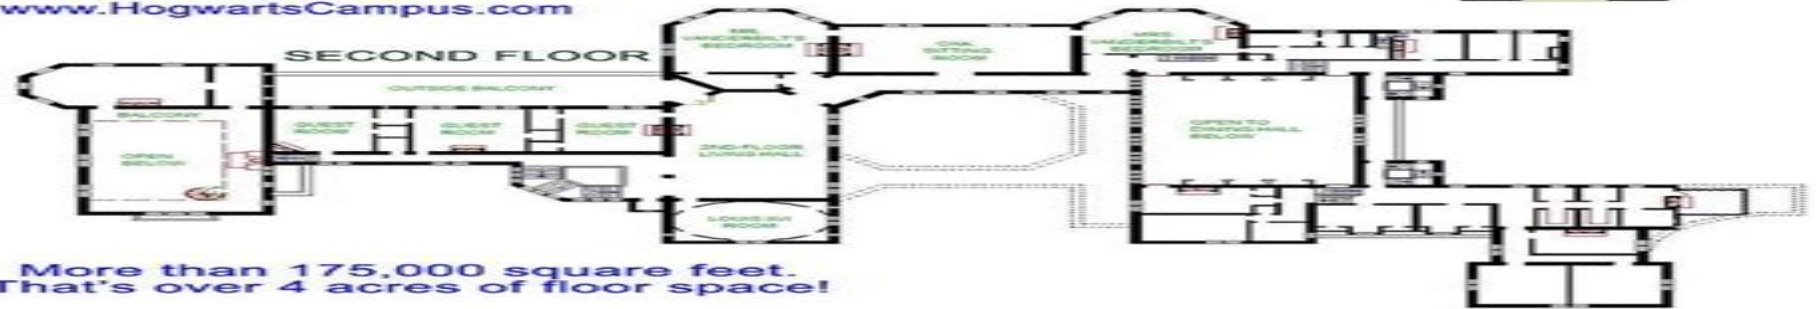 www.HogwartsCampus.com
SECOND FLOOR
MR.
VANDERBILT'S
BEDROOM
OAK
SITTING
ROOM
MRS.
VANDERBILT'S
BEDROOM
OUTSIDE BALCONY
BALCONY
OPEN
BELOW
GUEST
ROOM
GUEST
ROOM
GUEST
ROOM
2ND-FLOOR
LIVING HALL
OPEN TO
DINING HALL
BELOW
LOUIS XVI
ROOM
More than 175,000 square feet.
That's over 4 acres of floor space!